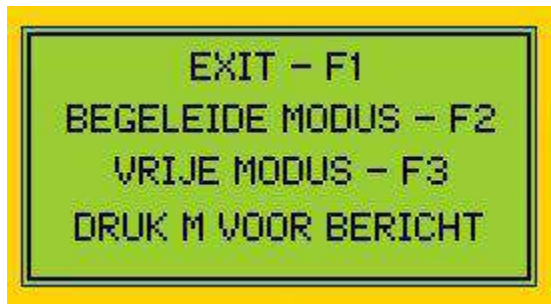 EXIT – F1
BEGELEIDE MODUS – F2
VRIJE MODUS – F3
DRUK M VOOR BERICHT